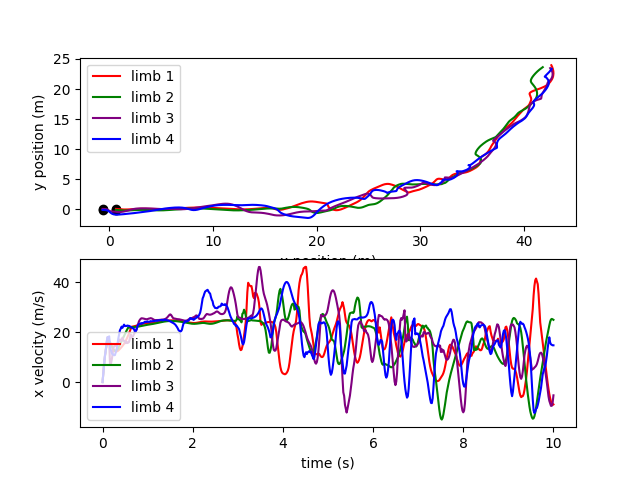 25
20
15
10
5
0
y position (m)
limb 1
limb 2
limb 3
limb 4
0 10 20 30 40
x position (m)
40
20
0
x velocity (m/s)
limb 1
limb 2
limb 3
limb 4
0 2 4 6 8 10
time (s)